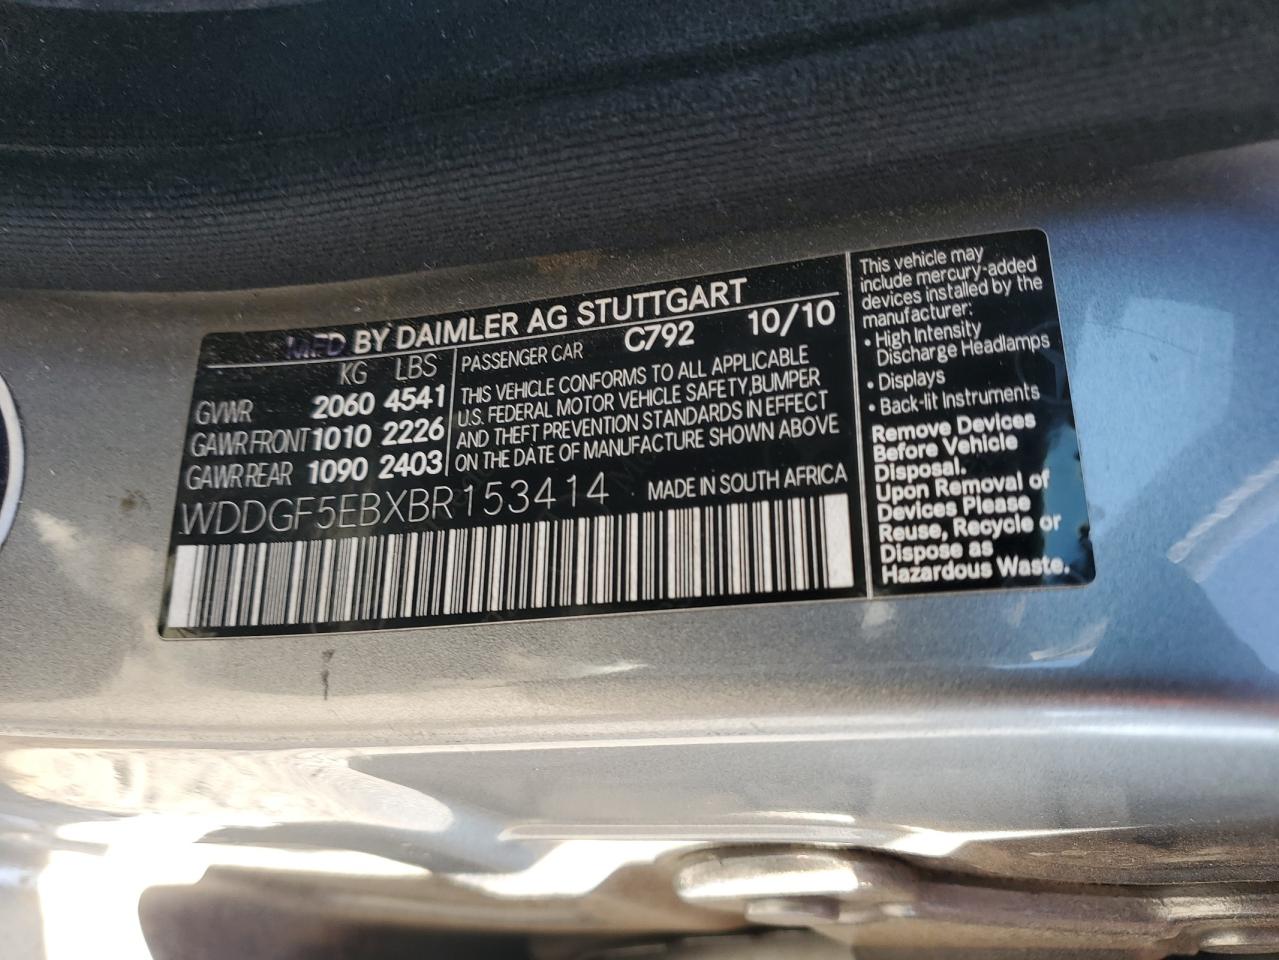 MFD BY DAIMLER AG STUTTGART
KG LBS
GVWR 2060 4541
GAWR FRONT 1010 2226
GAWR REAR 1090 2403
PASSENGER CAR C792 10/10
THIS VEHICLE CONFORMS TO ALL APPLICABLE
U.S. FEDERAL MOTOR VEHICLE SAFETY, BUMPER
AND THEFT PREVENTION STANDARDS IN EFFECT
ON THE DATE OF MANUFACTURE SHOWN ABOVE
WDDGF5EBXBR153414 MADE IN SOUTH AFRICA
This vehicle may
include mercury-added
devices installed by the
manufacturer:
• High Intensity
Discharge Headlamps
• Displays
• Back-lit Instruments
Remove Devices
Before Vehicle
Disposal.
Upon Removal of
Devices Please
Reuse, Recycle or
Dispose as
Hazardous Waste.